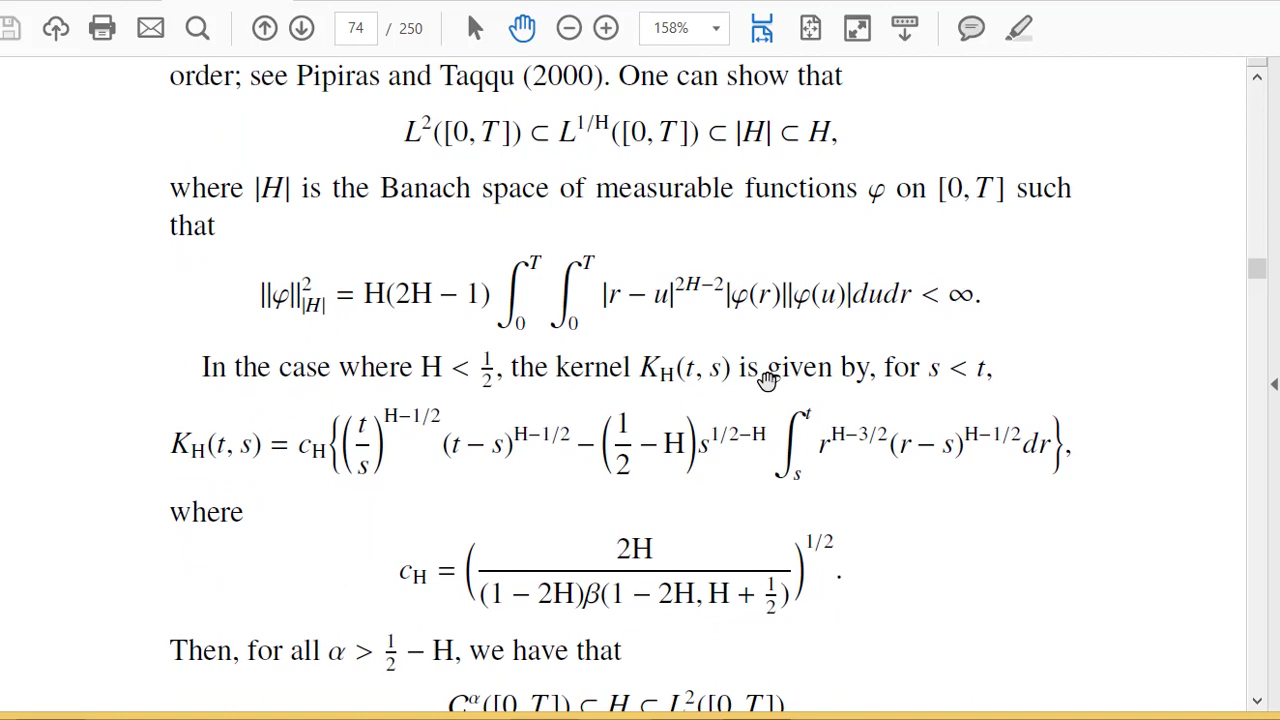 74 / 250 158%
order; see Pipiras and Taqqu (2000). One can show that
L²([0, T]) ⊂ L^{1/H}([0, T]) ⊂ |H| ⊂ H,
where |H| is the Banach space of measurable functions φ on [0, T] such
that
||φ||²_{|H|} = H(2H − 1) ∫_0^T ∫_0^T |r − u|^{2H−2}|φ(r)||φ(u)|dudr < ∞.
In the case where H < 1/2, the kernel K_H(t, s) is given by, for s < t,
K_H(t, s) = c_H{(t/s)^{H−1/2} (t − s)^{H−1/2} − (1/2 − H)s^{1/2−H} ∫_s^t r^{H−3/2}(r − s)^{H−1/2}dr},
where
c_H = (2H / ((1 − 2H)β(1 − 2H, H + 1/2)))^{1/2}.
Then, for all α > 1/2 − H, we have that
C^α([0, T]) ⊂ H ⊂ L²([0, T])